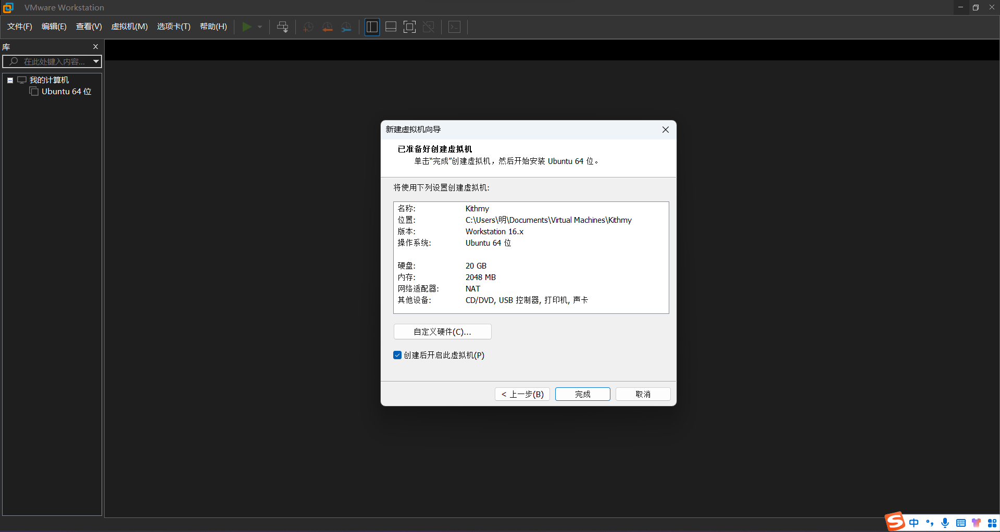 VMware Workstation
文件(F) 编辑(E) 查看(V) 虚拟机(M) 选项卡(T) 帮助(H)
库
在此处键入内容...
我的计算机
Ubuntu 64 位
新建虚拟机向导
已准备好创建虚拟机
单击“完成”创建虚拟机，然后开始安装 Ubuntu 64 位。
将使用下列设置创建虚拟机:
名称: Kithmy
位置: C:\Users\明\Documents\Virtual Machines\Kithmy
版本: Workstation 16.x
操作系统: Ubuntu 64 位
硬盘: 20 GB
内存: 2048 MB
网络适配器: NAT
其他设备: CD/DVD, USB 控制器, 打印机, 声卡
自定义硬件(C)...
创建后开启此虚拟机(P)
< 上一步(B) 完成 取消
S 中